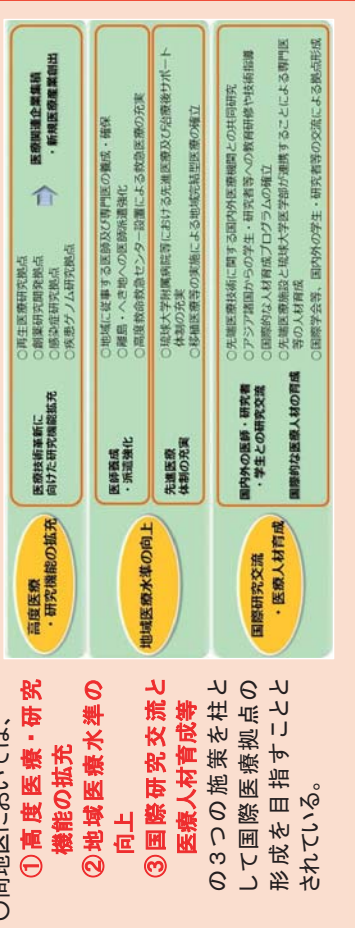 ○同地区においては、
①高度医療・研究
機能の拡充
②地域医療水準の
向上
③国際研究交流と
医療人材育成等
の３つの施策を柱と
して国際医療拠点の
形成を目指すことと
されている。
高度医療
・研究機能の拡充
医療技術革新に
向けた研究機能拡充
○再生医療研究拠点
○創薬研究開発拠点
○感染症研究拠点
○疾患ゲノム研究拠点
医療関連企業集積
・新規医療産業創出
地域医療水準の向上
医師養成
・派遣強化
○地域に従事する医師及び専門医の養成・確保
○離島・へき地への医師派遣強化
○高度救命救急センター設置による救急医療の充実
先進医療
体制の充実
○琉球大学附属病院等における先進医療及び治療後サポート
体制の充実
○移植医療等の実施による地域完結型医療の確立
国際研究交流
・医療人材育成
国内外の医師・研究者
・学生との研究交流
国際的な医療人材の育成
○先端医療技術に関する国内外医療機関との共同研究
○アジア諸国からの学生・研究者等への教育研修や技術指導
○国際的な人材育成プログラムの確立
○先端医療施設と琉球大学医学部が連携することによる専門医
等の人材育成
○国際学会等、国内外の学生・研究者等の交流による拠点形成